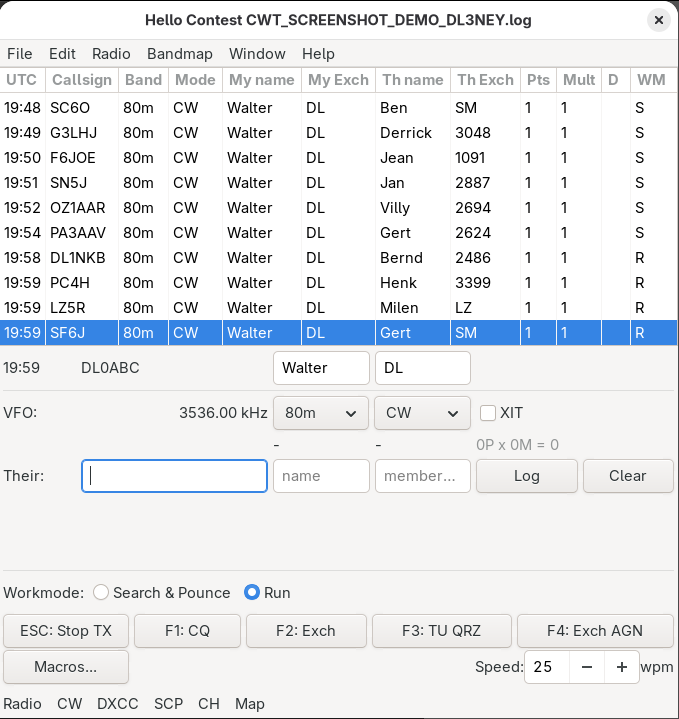 Hello Contest CWT_SCREENSHOT_DEMO_DL3NEY.log
File Edit Radio Bandmap Window Help
UTC Callsign Band Mode My name My Exch Th name Th Exch Pts Mult D WM
19:48 SC6O 80m CW Walter DL Ben SM 1 1 S
19:49 G3LHJ 80m CW Walter DL Derrick 3048 1 1 S
19:50 F6JOE 80m CW Walter DL Jean 1091 1 1 S
19:51 SN5J 80m CW Walter DL Jan 2887 1 1 S
19:52 OZ1AAR 80m CW Walter DL Villy 2694 1 1 S
19:54 PA3AAV 80m CW Walter DL Gert 2624 1 1 S
19:58 DL1NKB 80m CW Walter DL Bernd 2486 1 1 R
19:59 PC4H 80m CW Walter DL Henk 3399 1 1 R
19:59 LZ5R 80m CW Walter DL Milen LZ 1 1 R
19:59 SF6J 80m CW Walter DL Gert SM 1 1 R
19:59 DL0ABC Walter DL
VFO: 3536.00 kHz 80m CW XIT
- - 0P x 0M = 0
Their: name member... Log Clear
Workmode: Search & Pounce Run
ESC: Stop TX F1: CQ F2: Exch F3: TU QRZ F4: Exch AGN
Macros... Speed: 25 − + wpm
Radio CW DXCC SCP CH Map